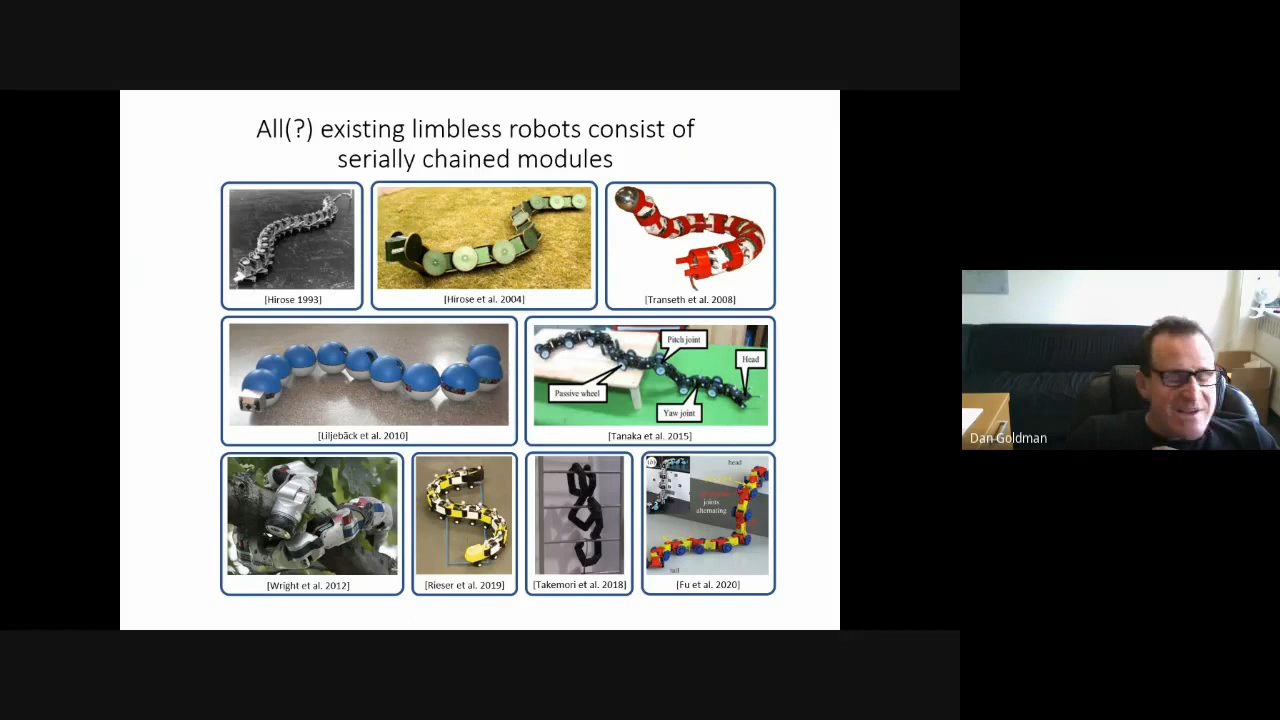 All(?) existing limbless robots consist of
serially chained modules
[Hirose 1993]
[Hirose et al. 2004]
[Transeth et al. 2008]
[Liljebäck et al. 2010]
Pitch joint
Head
Passive wheel
Yaw joint
[Tanaka et al. 2015]
[Wright et al. 2012]
[Rieser et al. 2019]
[Takemori et al. 2018]
head
joints
alternating
tail
[Fu et al. 2020]
Dan Goldman